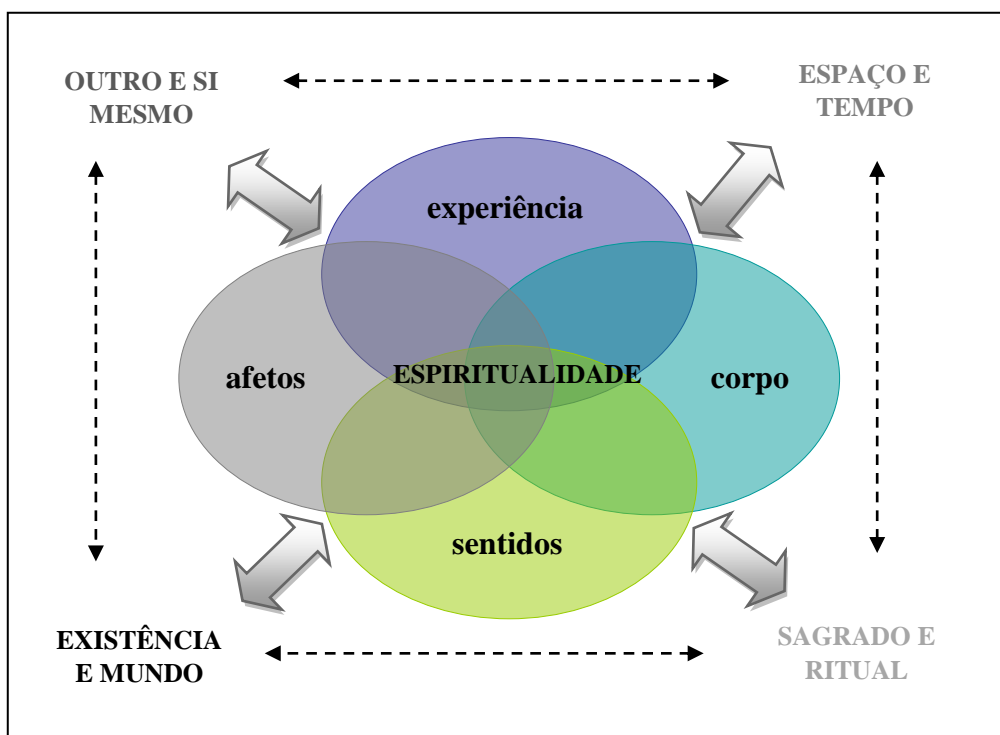 OUTRO E SI
MESMO
ESPAÇO E
TEMPO
experiência
afetos
ESPIRITUALIDADE
corpo
sentidos
EXISTÊNCIA
E MUNDO
SAGRADO E
RITUAL